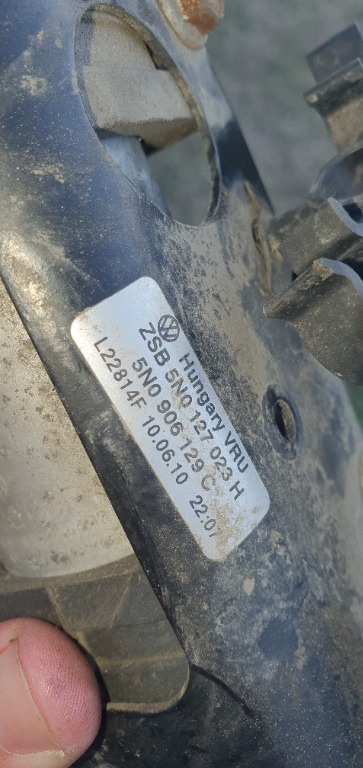 Hungary VRU
ZSB 5N0 127 023 H
5N0 906 129 C
L22814F 10.06.10 22:07